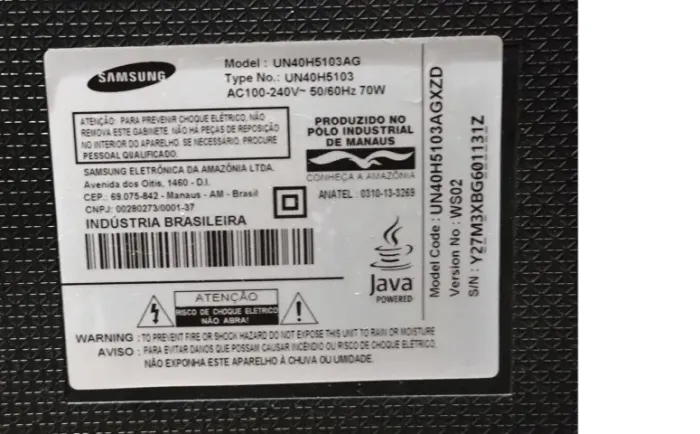 SAMSUNG
Model : UN40H5103AG
Type No.: UN40H5103
AC100-240V~ 50/60Hz 70W
ATENÇÃO: PARA PREVENIR CHOQUE ELÉTRICO, NÃO
REMOVA ESTE GABINETE. NÃO HÁ PEÇAS DE REPOSIÇÃO
NO INTERIOR DO APARELHO. SE NECESSÁRIO, PROCURE
PESSOAL QUALIFICADO.
SAMSUNG ELETRÔNICA DA AMAZÔNIA LTDA.
Avenida dos Oitis, 1460 - D.I.
CEP.: 69.075-842 - Manaus - AM - Brasil
CNPJ: 00280273/0001-37
INDÚSTRIA BRASILEIRA
PRODUZIDO NO
PÓLO INDUSTRIAL
DE MANAUS
CONHEÇA A AMAZÔNIA
ANATEL : 0310-13-3269
Java
POWERED
ATENÇÃO
RISCO DE CHOQUE ELÉTRICO
NÃO ABRA!
WARNING : TO PREVENT FIRE OR SHOCK HAZARD DO NOT EXPOSE THIS UNIT TO RAIN OR MOISTURE
AVISO : PARA EVITAR DANOS QUE POSSAM CAUSAR INCÊNDIO OU RISCO DE CHOQUE ELÉTRICO,
NÃO EXPONHA ESTE APARELHO À CHUVA OU UMIDADE.
Model Code : UN40H5103AGXZD
Version No : WS02
S/N : Y27M3XBG601131Z